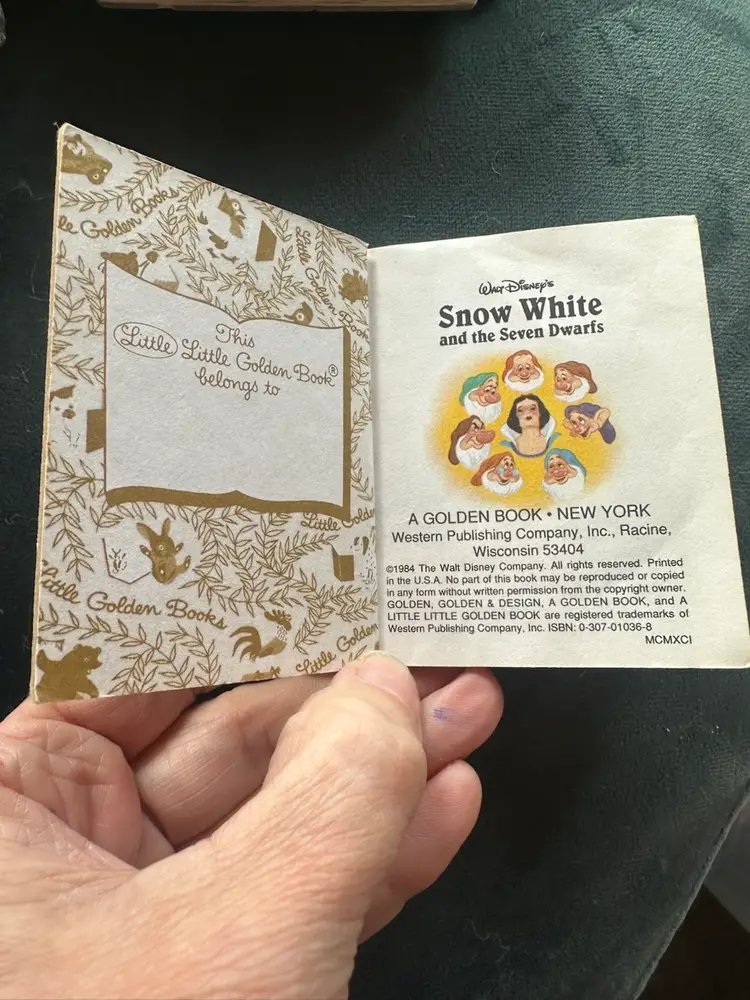 le Golden Books
Little Golden Books
This
Little Little Golden Book®
belongs to
Little Golde
Little Golden Books
Little Golden
WALT DISNEY'S
Snow White
and the Seven Dwarfs
A GOLDEN BOOK • NEW YORK
Western Publishing Company, Inc., Racine,
Wisconsin 53404
©1984 The Walt Disney Company. All rights reserved. Printed
in the U.S.A. No part of this book may be reproduced or copied
in any form without written permission from the copyright owner.
GOLDEN, GOLDEN & DESIGN, A GOLDEN BOOK, and A
LITTLE LITTLE GOLDEN BOOK are registered trademarks of
Western Publishing Company, Inc. ISBN: 0-307-01036-8
MCMXCI